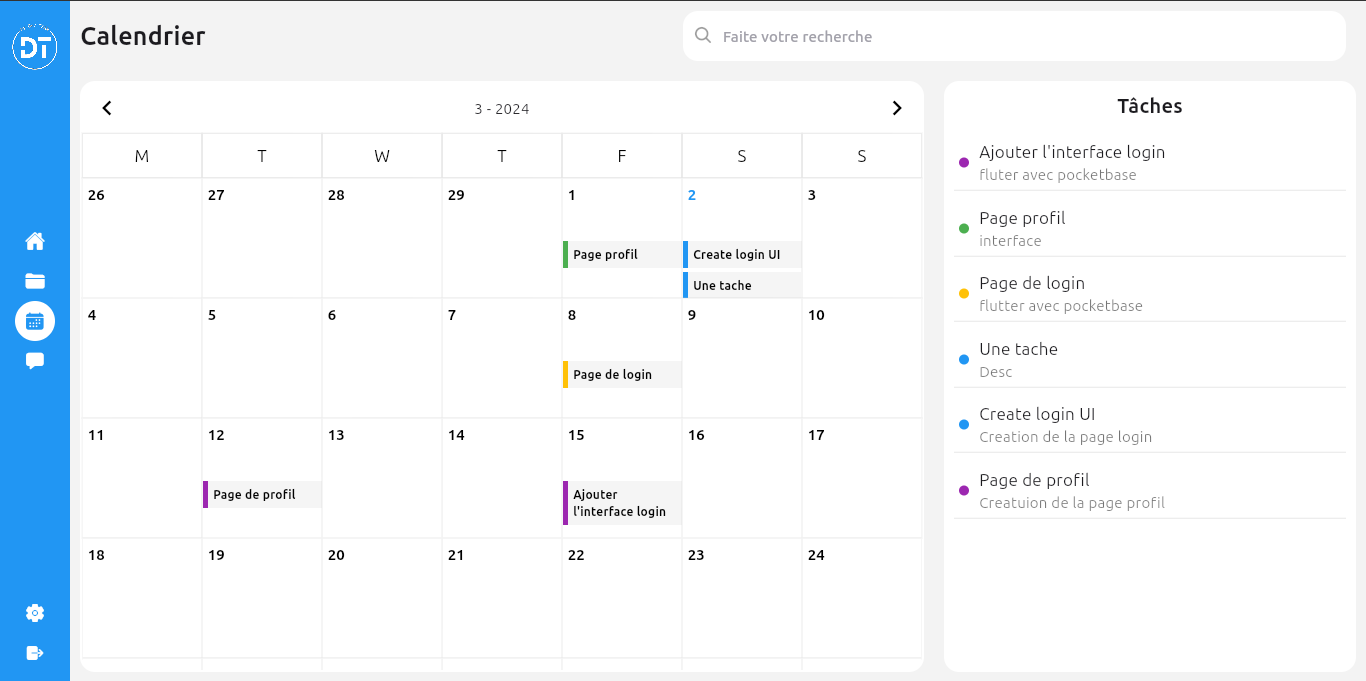 DT
Calendrier
Faite votre recherche
3 - 2024
M T W T F S S
26 27 28 29 1 2 3
Page profil
Create login UI
Une tache
4 5 6 7 8 9 10
Page de login
11 12 13 14 15 16 17
Page de profil
Ajouter
l'interface login
18 19 20 21 22 23 24
Tâches
Ajouter l'interface login
fluter avec pocketbase
Page profil
interface
Page de login
flutter avec pocketbase
Une tache
Desc
Create login UI
Creation de la page login
Page de profil
Creatuion de la page profil